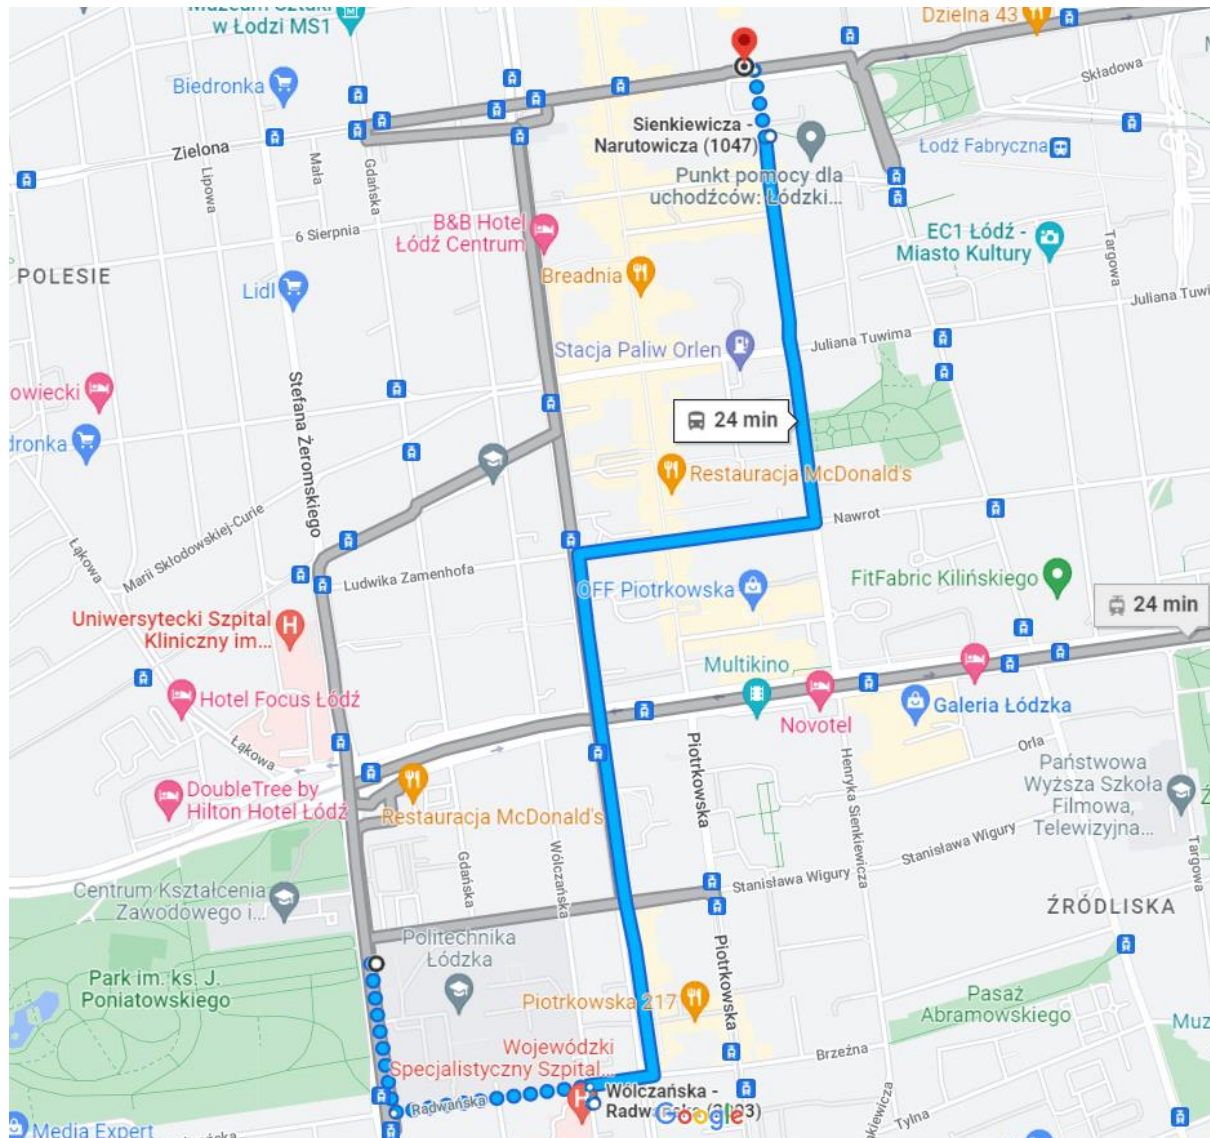 Muzeum Sztuki
w Łodzi MS1
Dzielna 43
Biedronka
Składowa
Sienkiewicza -
Narutowicza (1047)
Zielona
Mała
Lipowa
Gdańska
Łódź Fabryczna
Punkt pomocy dla
uchodźców: Łódzki...
6 Sierpnia
B&B Hotel
Łódź Centrum
EC1 Łódź -
Miasto Kultury
Targowa
POLESIE
Breadnia
Lidl
Juliana Tuwi
Juliana Tuwima
Stacja Paliw Orlen
owiecki
Stefana Żeromskiego
24 min
dronka
Restauracja McDonald's
Nawrot
Marii Skłodowskiej-Curie
Łąkowa
Ludwika Zamenhofa
FitFabric Kilińskiego
OFF Piotrkowska
24 min
Uniwersytecki Szpital
Kliniczny im...
Multikino
Hotel Focus Łódź
Novotel
Galeria Łódzka
Łąkowa
Piotrkowska
Henryka Sienkiewicza
Orla
Państwowa
Wyższa Szkoła
Filmowa,
Telewizyjna...
DoubleTree by
Hilton Hotel Łódź
Restauracja McDonald's
Gdańska
Wólczańska
Stanisława Wigury
Targowa
Stanisława Wigury
Centrum Kształcenia
Zawodowego i...
ŹRÓDLISKA
Politechnika
Łódzka
Piotrkowska
Park im. ks. J.
Poniatowskiego
Piotrkowska 217
Pasaż
Abramowskiego
Muz
Wojewódzki
Specjalistyczny Szpital...
Brzeźna
Wólczańska -
Radwańska
Google
Sienkiewicza
Tylna
Media Expert